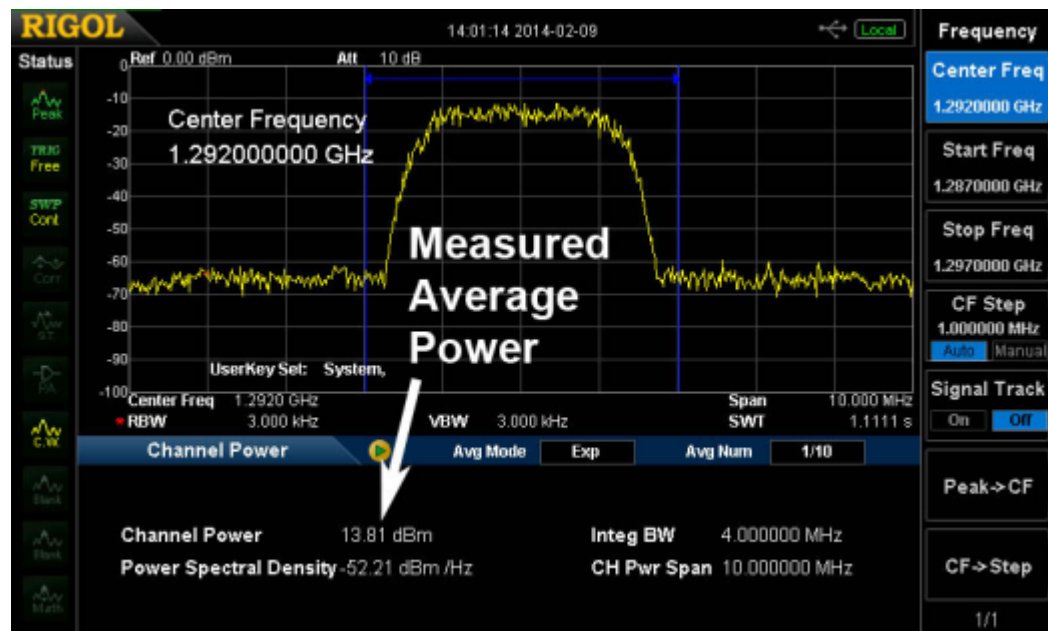 RIGOL
14:01:14 2014-02-09
Local
Status
Peak
TRIG
Free
SWP
Cont
Corr
ST
PA
C.W.
Blank
Blank
Math
Ref 0.00 dBm Att 10 dB
0
-10
-20
-30
-40
-50
-60
-70
-80
-90
-100
Center Frequency
1.292000000 GHz
Measured
Average
Power
UserKey Set: System,
Center Freq 1.2920 GHz Span 10.000 MHz
RBW 3.000 kHz VBW 3.000 kHz SWT 1.1111 s
Channel Power Avg Mode Exp Avg Num 1/10
Channel Power 13.81 dBm Integ BW 4.000000 MHz
Power Spectral Density -52.21 dBm /Hz CH Pwr Span 10.000000 MHz
Frequency
Center Freq
1.2920000 GHz
Start Freq
1.2870000 GHz
Stop Freq
1.2970000 GHz
CF Step
1.000000 MHz
Auto Manual
Signal Track
On Off
Peak->CF
CF->Step
1/1